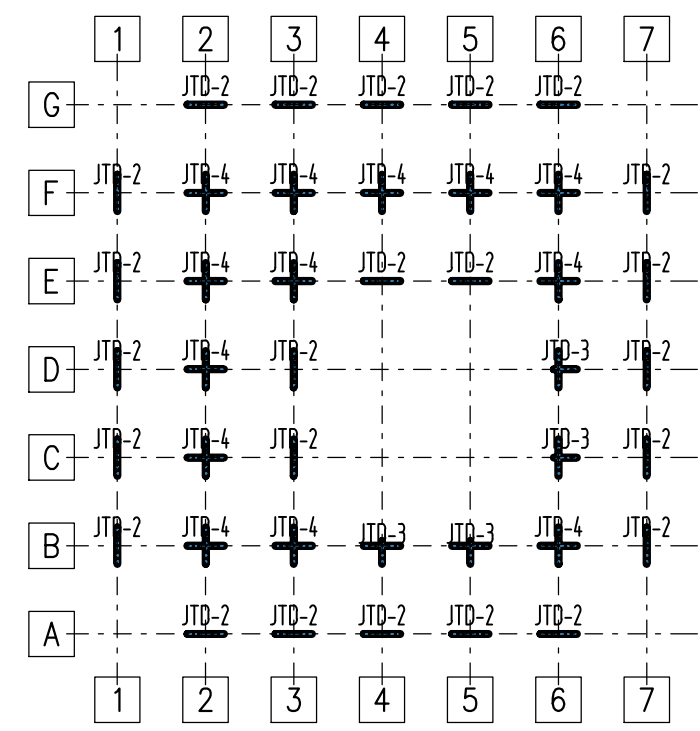 1 2 3 4 5 6 7
JTD-2 JTD-2 JTD-2 JTD-2 JTD-2
G
JTD-2 JTD-4 JTD-4 JTD-4 JTD-4 JTD-4 JTD-2
F
JTD-2 JTD-4 JTD-4 JTD-2 JTD-2 JTD-4 JTD-2
E
JTD-2 JTD-4 JTD-2 JTD-3 JTD-2
D
JTD-2 JTD-4 JTD-2 JTD-3 JTD-2
C
JTD-2 JTD-4 JTD-4 JTD-3 JTD-3 JTD-4 JTD-2
B
JTD-2 JTD-2 JTD-2 JTD-2 JTD-2
A
1 2 3 4 5 6 7